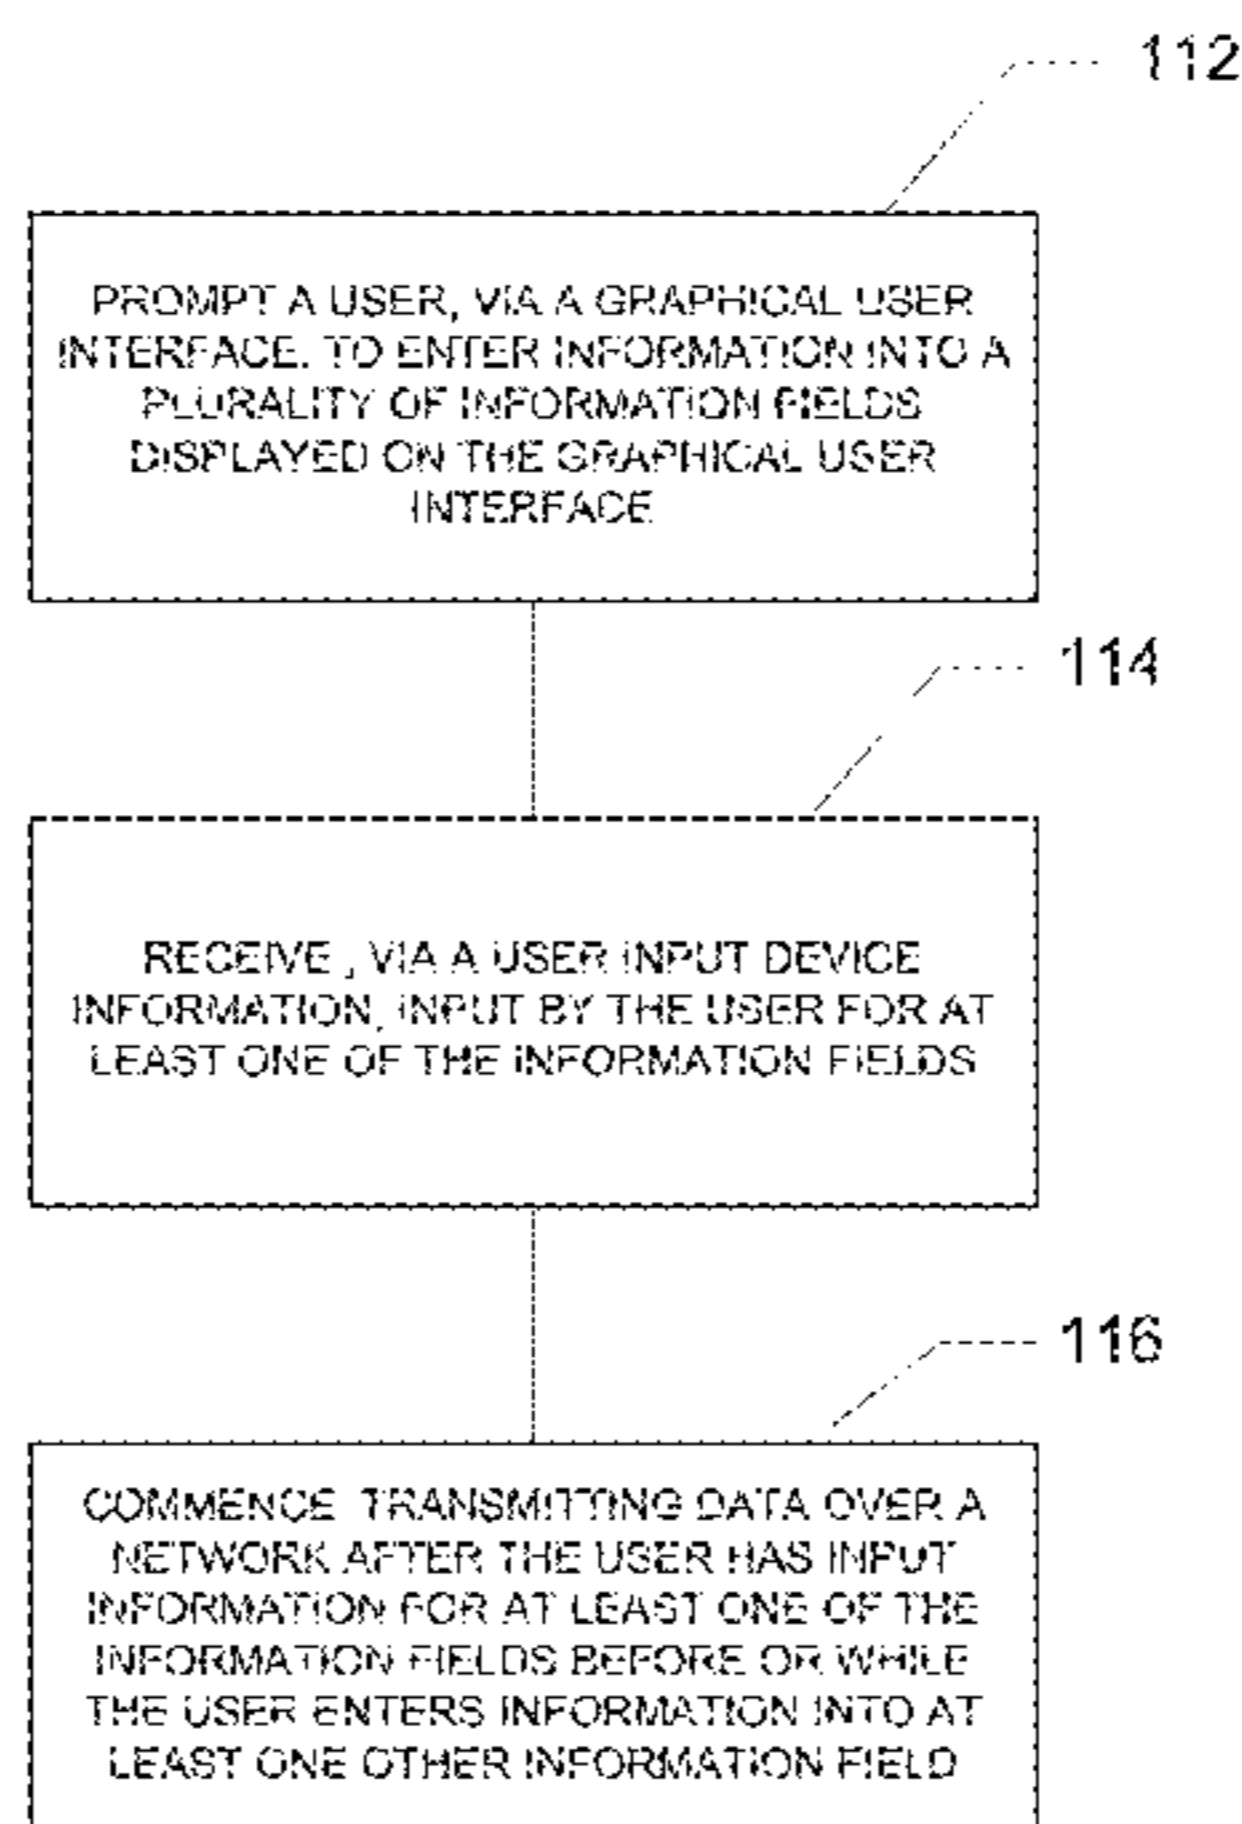 112
PROMPT A USER, VIA A GRAPHICAL USER
INTERFACE, TO ENTER INFORMATION INTO A
PLURALITY OF INFORMATION FIELDS
DISPLAYED ON THE GRAPHICAL USER
INTERFACE
114
RECEIVE , VIA A USER INPUT DEVICE
INFORMATION, INPUT BY THE USER FOR AT
LEAST ONE OF THE INFORMATION FIELDS
116
COMMENCE TRANSMITTING DATA OVER A
NETWORK AFTER THE USER HAS INPUT
INFORMATION FOR AT LEAST ONE OF THE
INFORMATION FIELDS BEFORE OR WHILE
THE USER ENTERS INFORMATION INTO AT
LEAST ONE OTHER INFORMATION FIELD